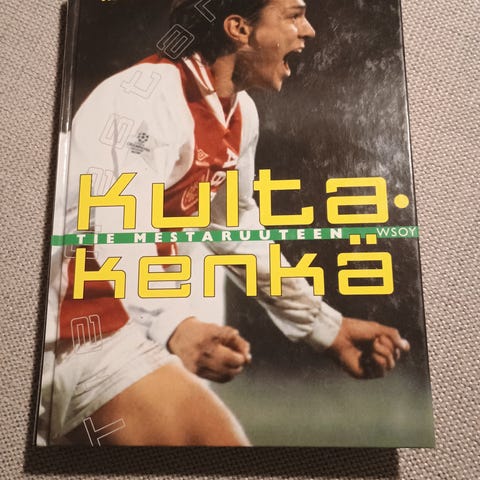 Kulta·
TIE MESTARUUTEEN WSOY
kenkä